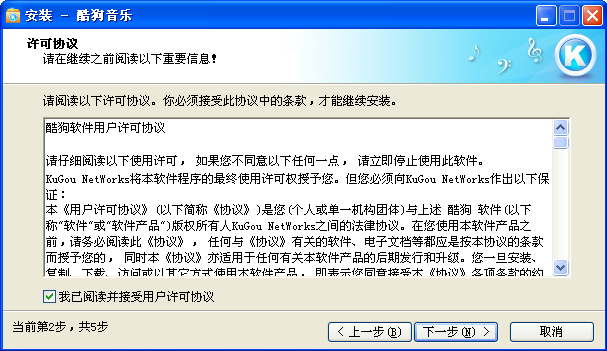 安装 - 酷狗音乐
许可协议
请在继续之前阅读以下重要信息！
K
请阅读以下许可协议。你必须接受此协议中的条款，才能继续安装。
酷狗软件用户许可协议
请仔细阅读以下使用许可， 如果您不同意以下任何一点， 请立即停止使用此软件。
KuGou NetWorks将本软件程序的最终使用许可权授予您。但您必须向KuGou NetWorks作出以下保
证：
本《用户许可协议》(以下简称《协议》)是您(个人或单一机构团体)与上述 酷狗 软件(以下
称"软件"或"软件产品")版权所有人KuGou NetWorks之间的法律协议。在您使用本软件产品之
前,请务必阅读此《协议》， 任何与《协议》有关的软件、电子文档等都应是按本协议的条款
而授予您的， 同时本《协议》亦适用于任何有关本软件产品的后期发行和升级。您一旦安装、
复制、下载、访问或以其它方式使用本软件产品， 即表示您同意接受本《协议》各项条款的约
我已阅读并接受用户许可协议
当前第2步，共5步
< 上一步(B)
下一步(N) >
取消